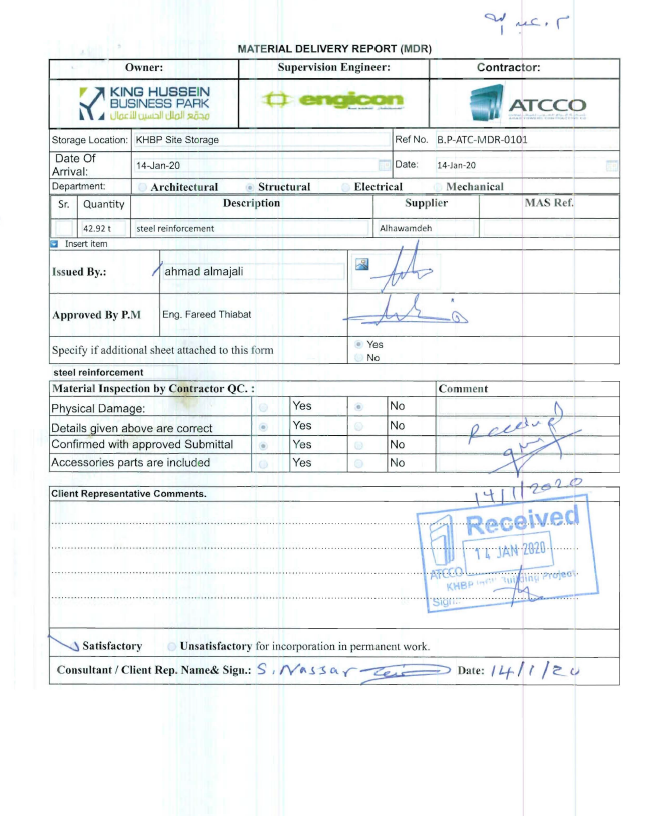 MATERIAL DELIVERY REPORT (MDR)
Owner: Supervision Engineer: Contractor:
KING HUSSEIN
BUSINESS PARK
مجمّع الملك الحسين للأعمال
engicon
ATCCO
Storage Location: KHBP Site Storage Ref No. B.P-ATC-MDR-0101
Date Of
Arrival: 14-Jan-20 Date: 14-Jan-20
Department: Architectural Structural Electrical Mechanical
Sr. Quantity Description Supplier MAS Ref.
42.92 t steel reinforcement Alhawamdeh
Insert item
Issued By.: ahmad almajali
Approved By P.M Eng. Fareed Thiabat
Specify if additional sheet attached to this form Yes
No
steel reinforcement
Material Inspection by Contractor QC. : Comment
Physical Damage: Yes No
Details given above are correct Yes No
Confirmed with approved Submittal Yes No
Accessories parts are included Yes No
14/1/2020
Client Representative Comments.
Received
14 JAN 2020
ATCCO
KHBP Building Project
Sign:
Satisfactory Unsatisfactory for incorporation in permanent work.
Consultant / Client Rep. Name& Sign.: S. Nassar Date: 14/1/20